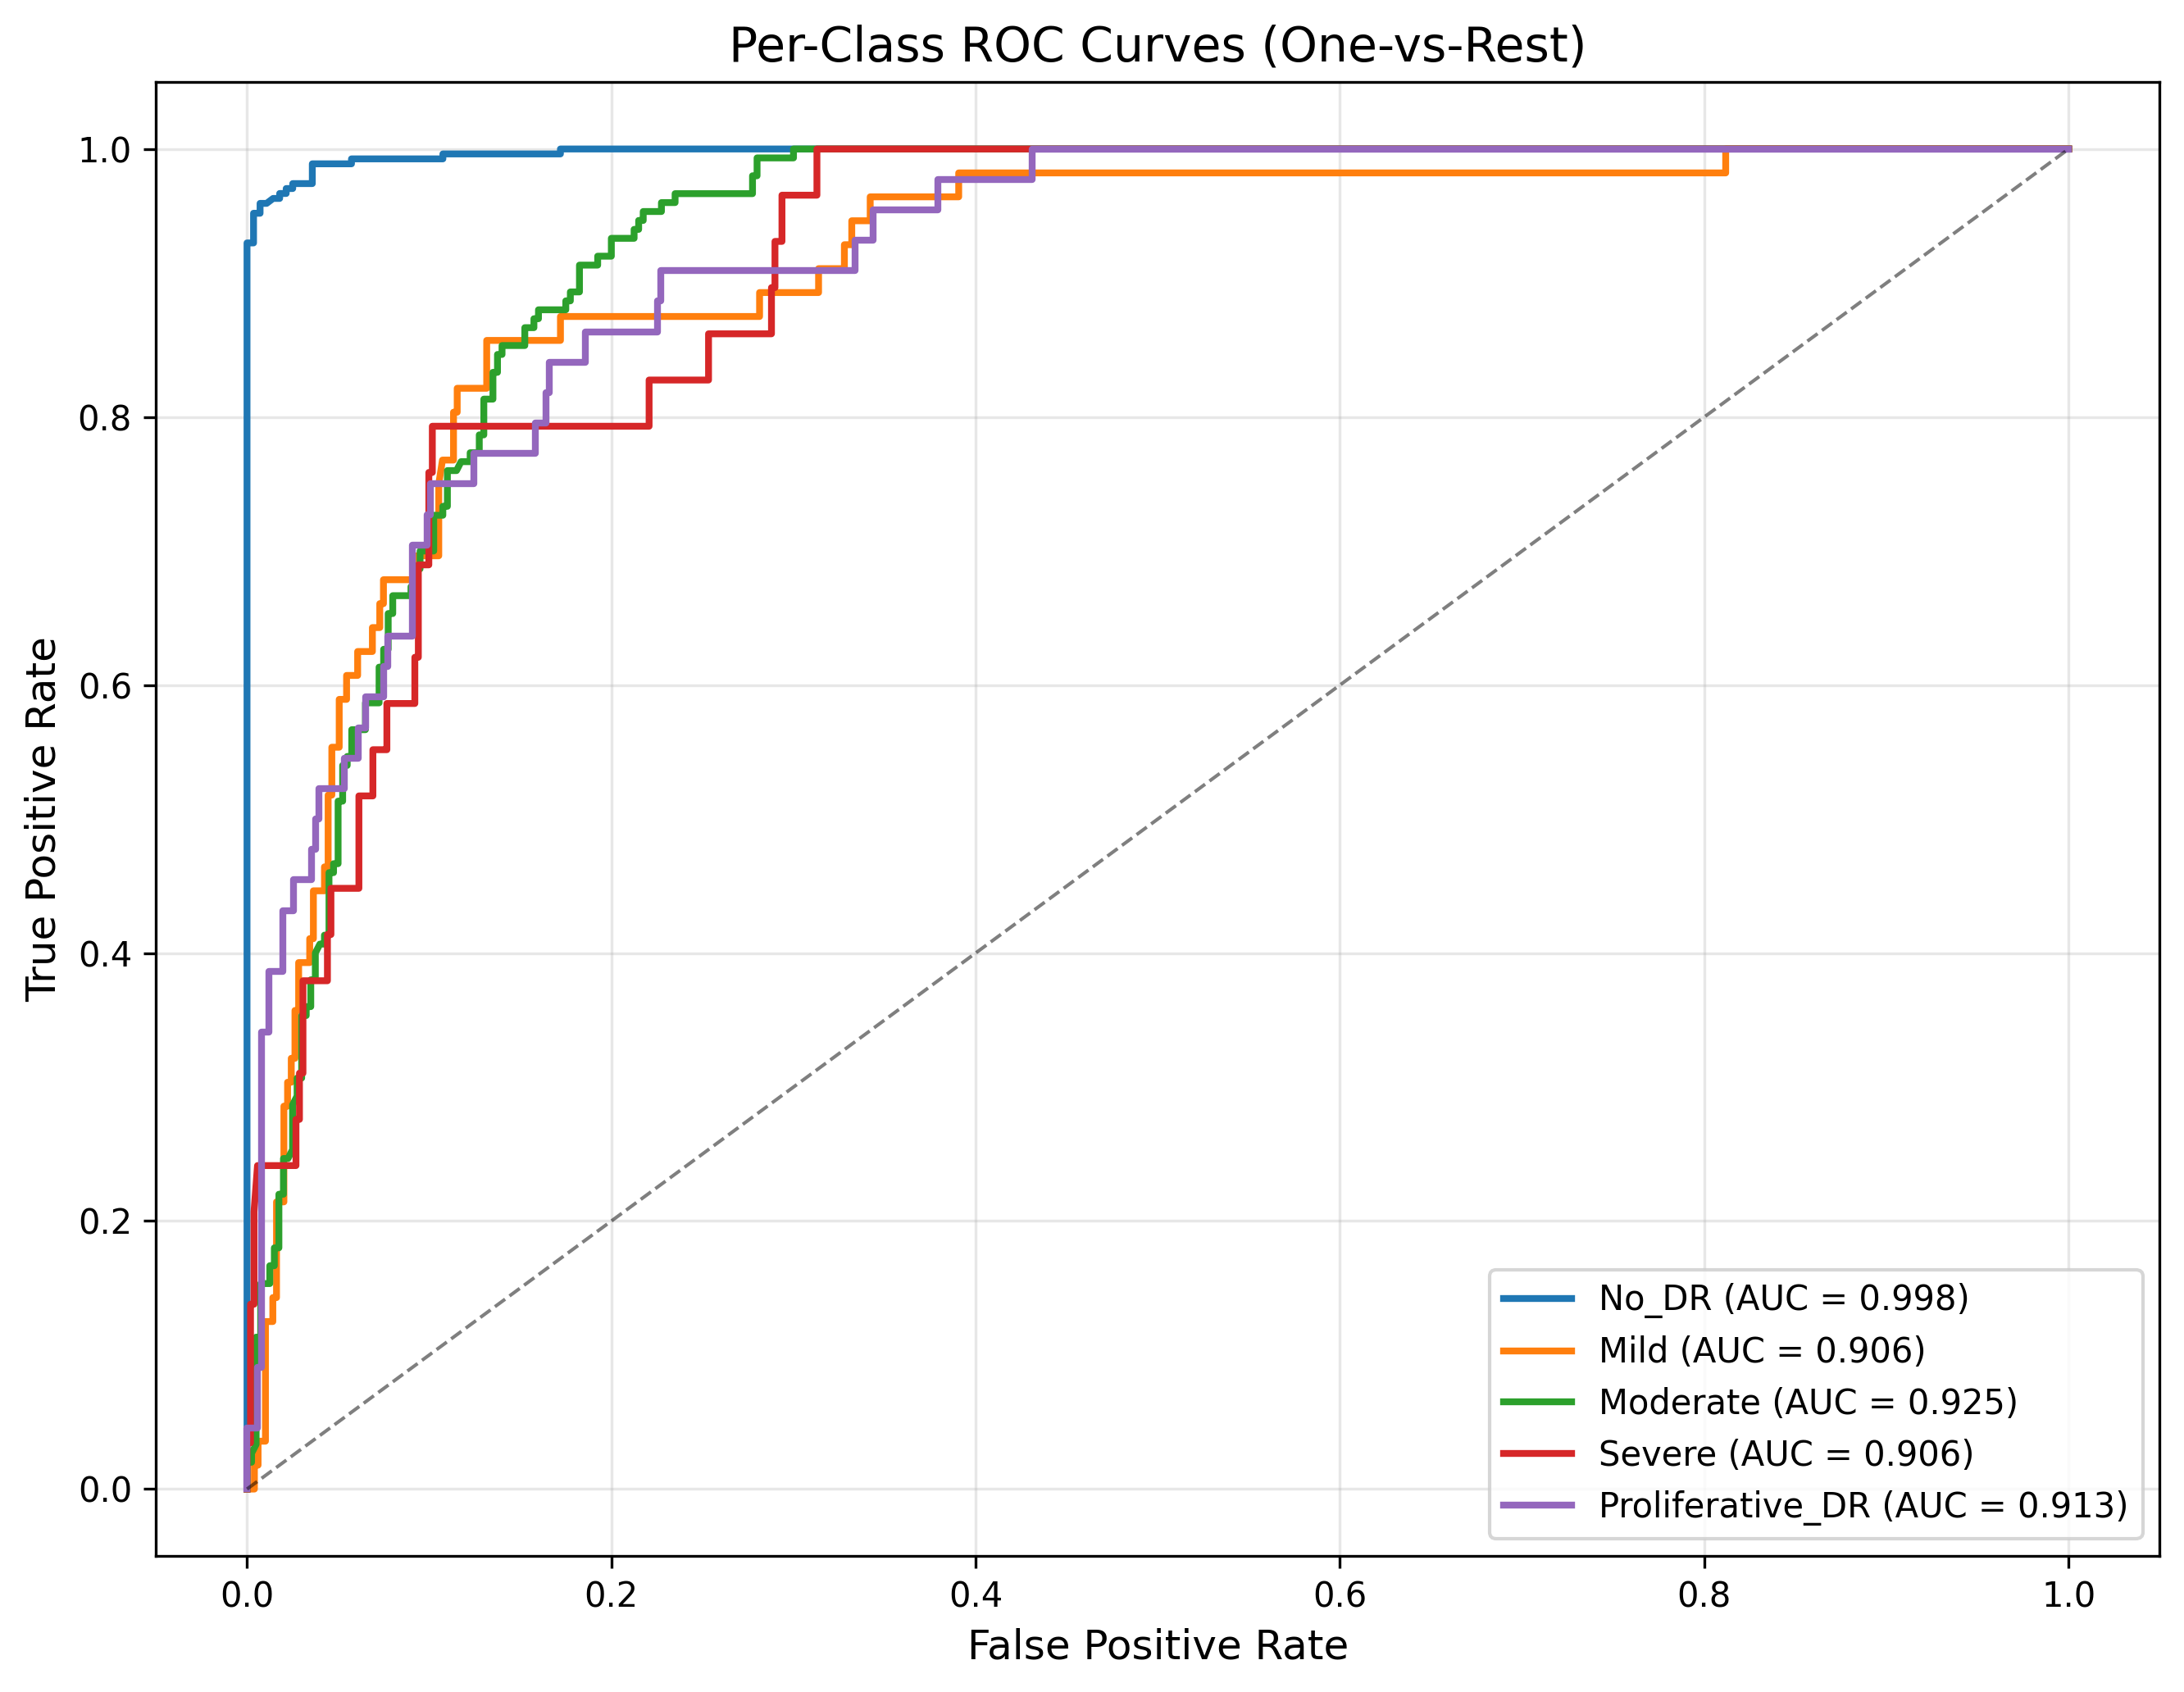 Per-Class ROC Curves (One-vs-Rest)
True Positive Rate
1.0
0.8
0.6
0.4
0.2
0.0
0.0 0.2 0.4 0.6 0.8 1.0
False Positive Rate
No_DR (AUC = 0.998)
Mild (AUC = 0.906)
Moderate (AUC = 0.925)
Severe (AUC = 0.906)
Proliferative_DR (AUC = 0.913)